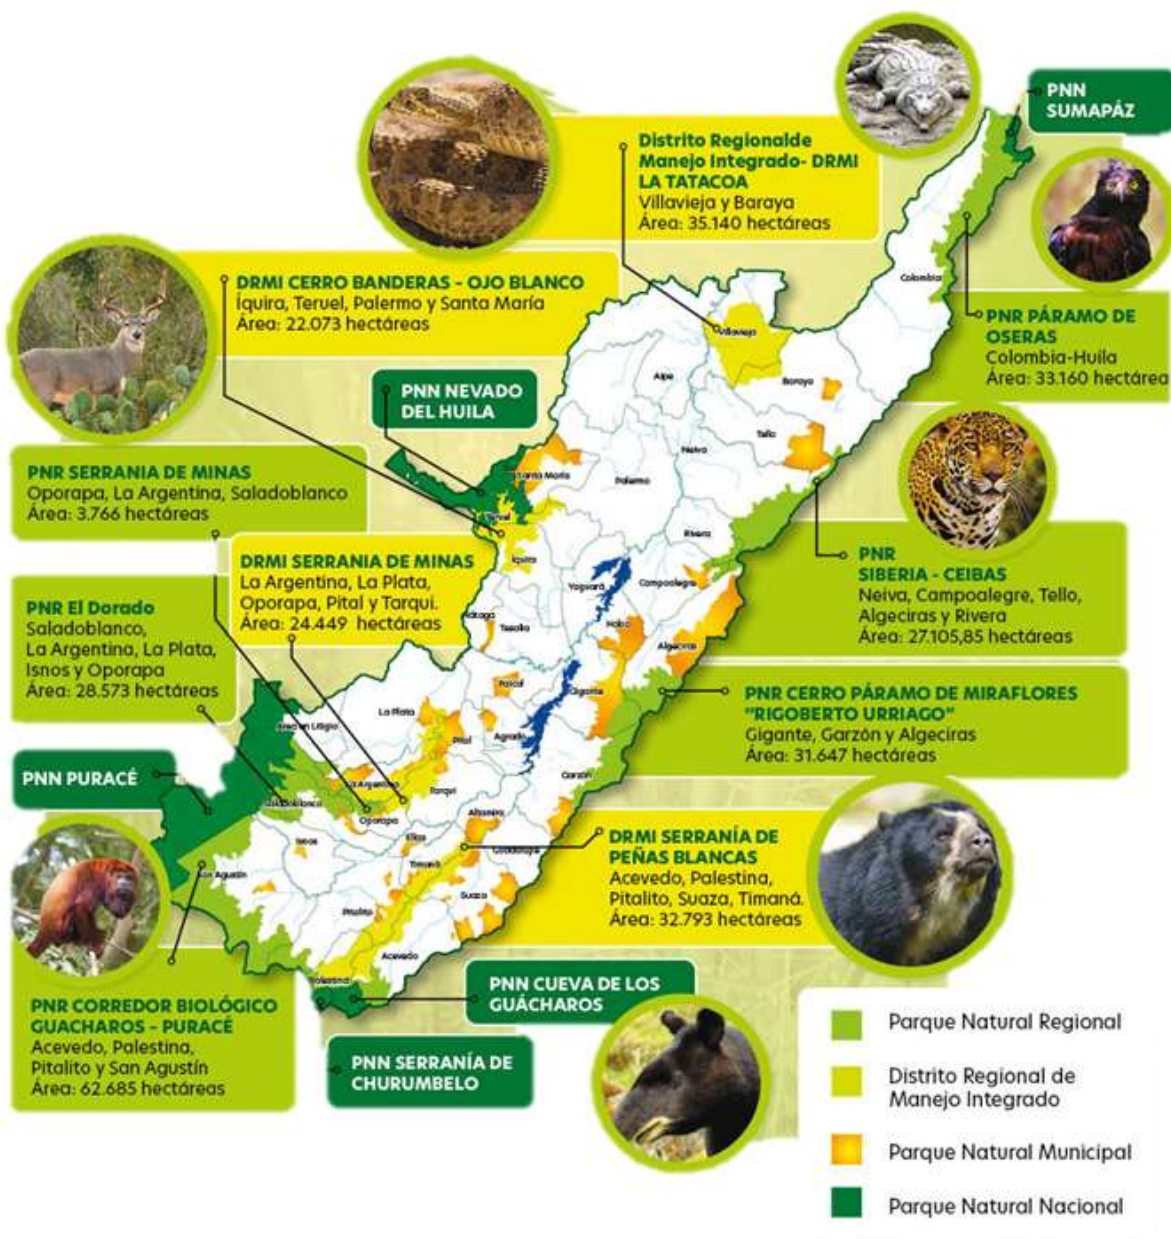 PNN
SUMAPÁZ
Distrito Regionalde
Manejo Integrado- DRMI
LA TATACOA
Villavieja y Baraya
Área: 35.140 hectáreas
DRMI CERRO BANDERAS - OJO BLANCO
Íquira, Teruel, Palermo y Santa María
Área: 22.073 hectáreas
PNR PÁRAMO DE
OSERAS
Colombia-Huila
Área: 33.160 hectárea
PNN NEVADO
DEL HUILA
PNR SERRANIA DE MINAS
Oporapa, La Argentina, Saladoblanco
Área: 3.766 hectáreas
DRMI SERRANIA DE MINAS
La Argentina, La Plata,
Oporapa, Pital y Tarqui.
Área: 24.449 hectáreas
PNR
SIBERIA - CEIBAS
Neiva, Campoalegre, Tello,
Algeciras y Rivera
Área: 27.105,85 hectáreas
PNR El Dorado
Saladoblanco,
La Argentina, La Plata,
Isnos y Oporapa
Área: 28.573 hectáreas
PNR CERRO PÁRAMO DE MIRAFLORES
"RIGOBERTO URRIAGO"
Gigante, Garzón y Algeciras
Área: 31.647 hectáreas
PNN PURACÉ
DRMI SERRANÍA DE
PEÑAS BLANCAS
Acevedo, Palestina,
Pitalito, Suaza, Timaná.
Área: 32.793 hectáreas
PNN CUEVA DE LOS
GUÁCHAROS
PNR CORREDOR BIOLÓGICO
GUACHAROS - PURACÉ
Acevedo, Palestina,
Pitalito y San Agustín
Área: 62.685 hectáreas
PNN SERRANÍA DE
CHURUMBELO
Colombia
Villavieja
Aipe
Baraya
Tello
Neiva
Santa María
Palermo
Teruel
Rivera
Íquira
Yaguará
Campoalegre
Hobo
Tesalia
Algeciras
Gigante
La Plata
Pital
Agrado
Garzón
La Argentina
Tarqui
Saladoblanco
Oporapa
Altamira
Elías
Isnos
Timaná
San Agustín
Suaza
Pitalito
Acevedo
Palestina
Parque Natural Regional
Distrito Regional de
Manejo Integrado
Parque Natural Municipal
Parque Natural Nacional